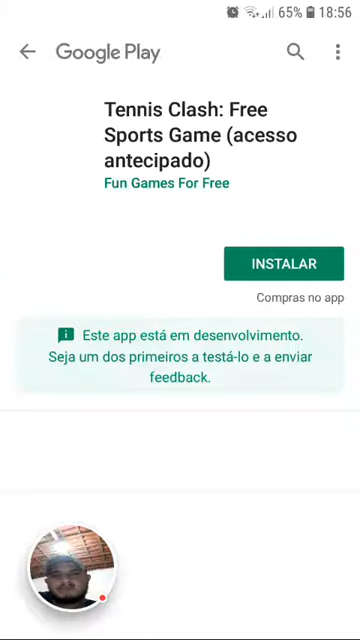 65% 18:56
Google Play
Tennis Clash: Free
Sports Game (acesso
antecipado)
Fun Games For Free
INSTALAR
Compras no app
Este app está em desenvolvimento.
Seja um dos primeiros a testá-lo e a enviar
feedback.